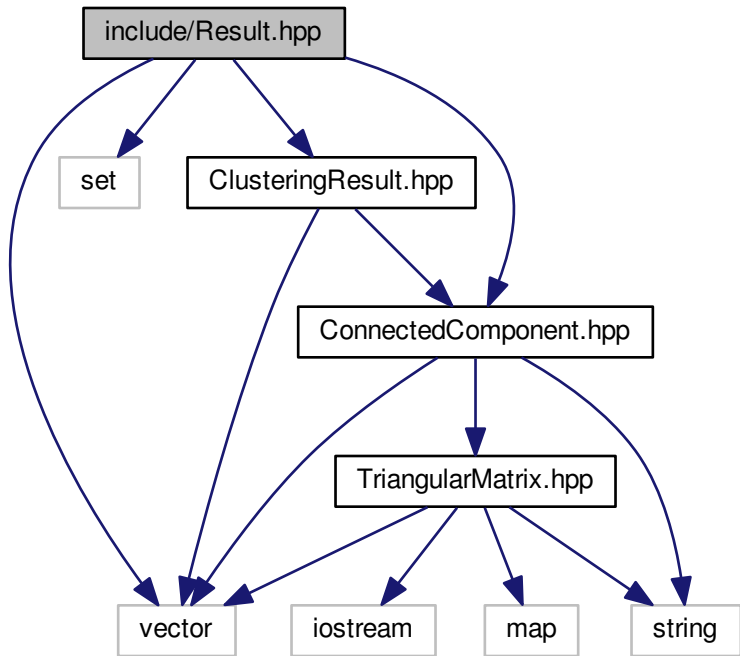 include/Result.hpp
set
ClusteringResult.hpp
ConnectedComponent.hpp
TriangularMatrix.hpp
vector
iostream
map
string